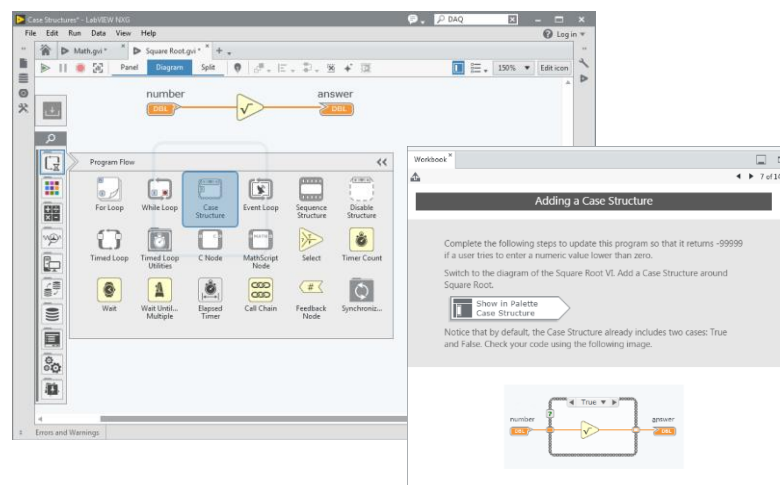 Case Structures* - LabVIEW NXG
DAQ
File Edit Run Data View Help
Log in
Math.gvi*
Square Root.gvi*
Panel Diagram Split
150%
Edit icon
number
answer
DBL
DBL
Program Flow
For Loop
While Loop
Case Structure
Event Loop
Sequence Structure
Disable Structure
Timed Loop
Timed Loop Utilities
C Node
MathScript Node
Select
Timer Count
Wait
Wait Until... Multiple
Elapsed Timer
Call Chain
Feedback Node
Synchroniz...
Errors and Warnings
Workbook
7 of 14
Adding a Case Structure
Complete the following steps to update this program so that it returns -99999
if a user tries to enter a numeric value lower than zero.
Switch to the diagram of the Square Root VI. Add a Case Structure around
Square Root.
Show in Palette
Case Structure
Notice that by default, the Case Structure already includes two cases: True
and False. Check your code using the following image.
True
number
answer
DBL
DBL